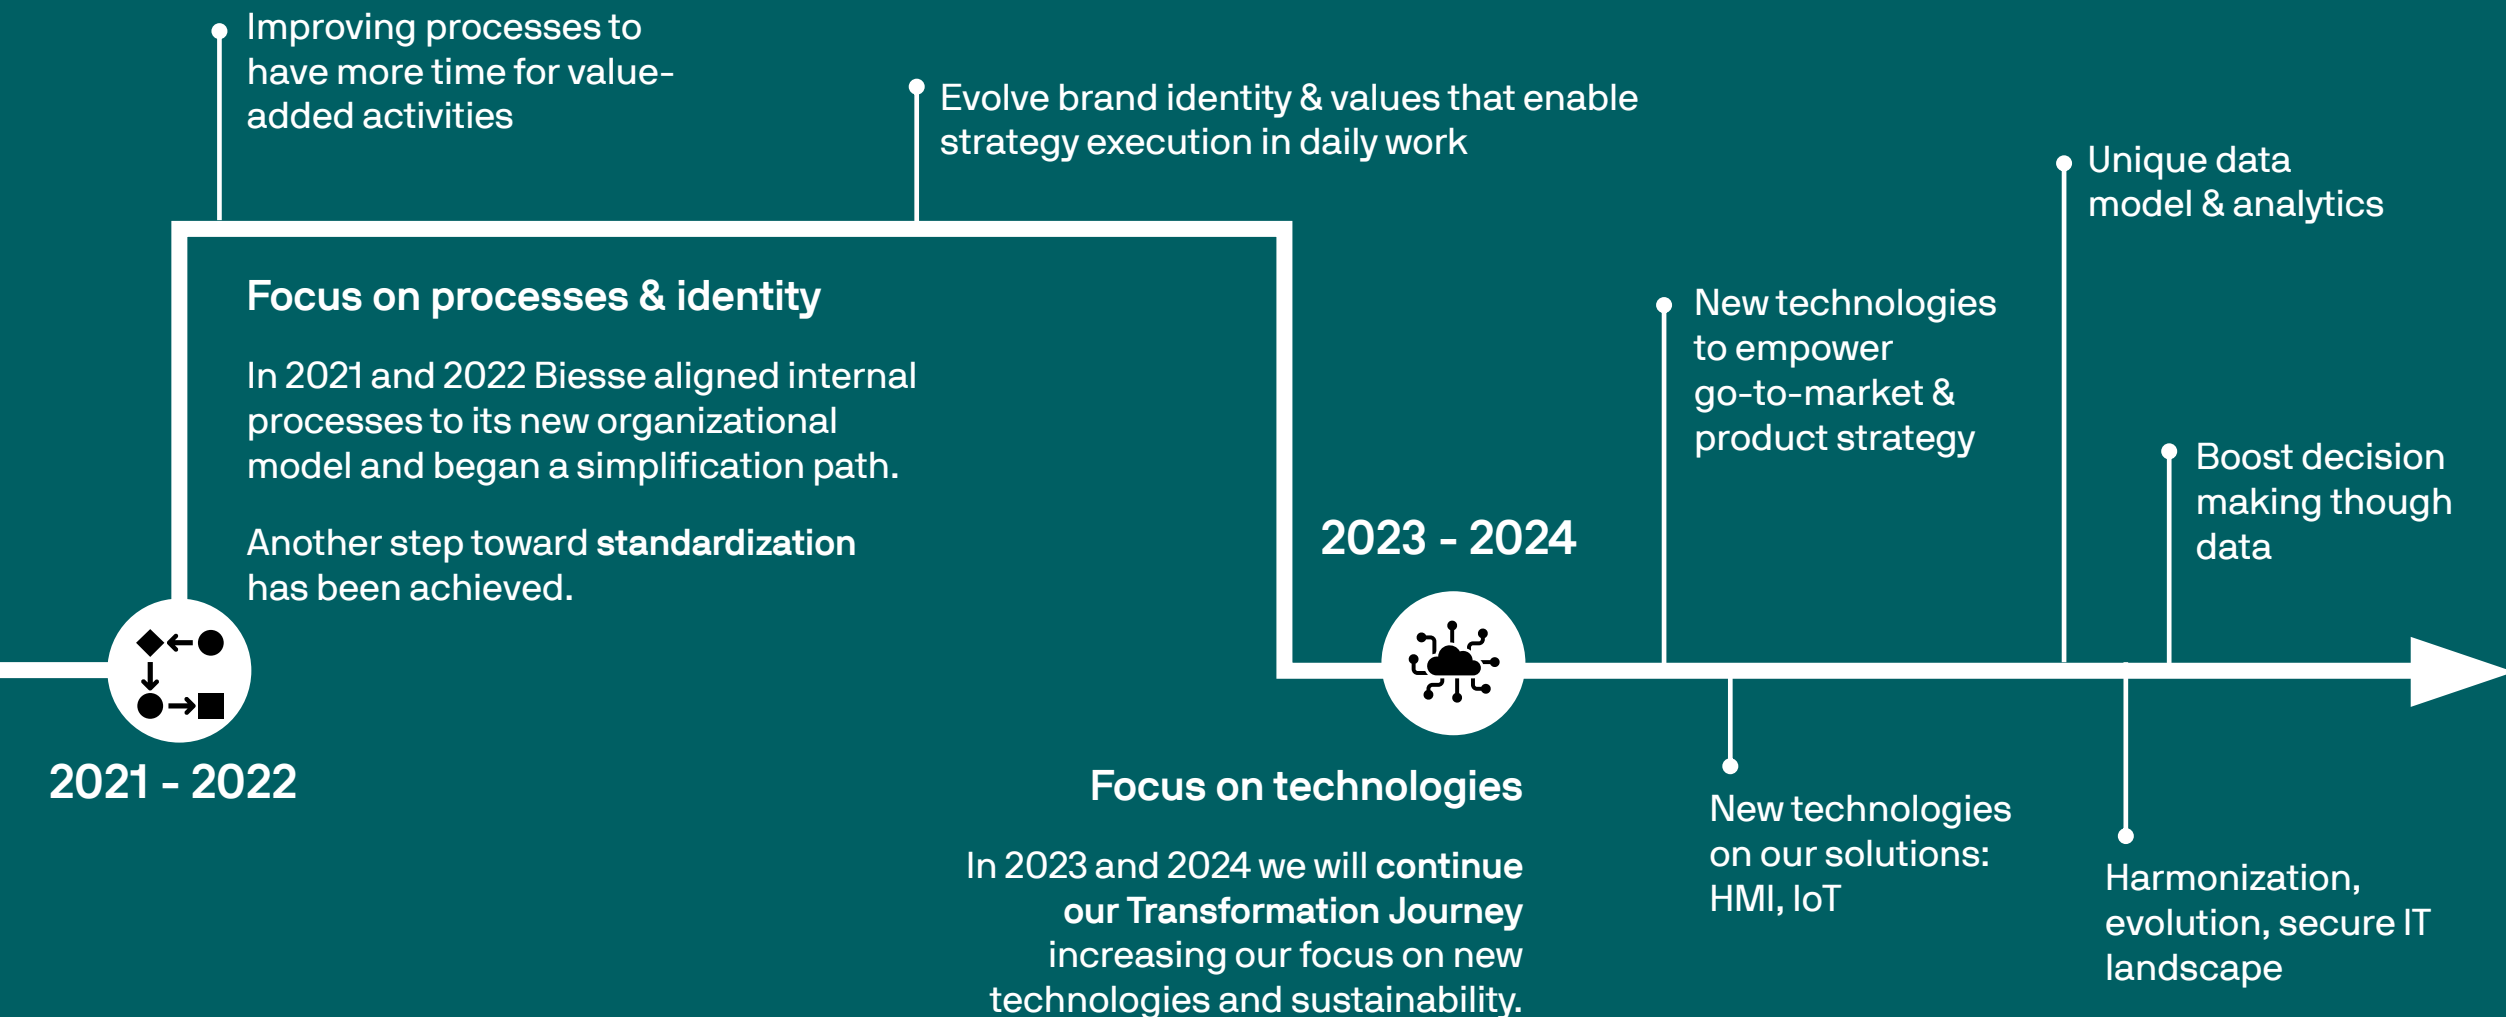 Improving processes to
have more time for value-
added activities
Evolve brand identity & values that enable
strategy execution in daily work
Focus on processes & identity
In 2021 and 2022 Biesse aligned internal
processes to its new organizational
model and began a simplification path.
Another step toward standardization
has been achieved.
2021 - 2022
2023 - 2024
Focus on technologies
In 2023 and 2024 we will continue
our Transformation Journey
increasing our focus on new
technologies and sustainability.
New technologies
to empower
go-to-market &
product strategy
New technologies
on our solutions:
HMI, IoT
Unique data
model & analytics
Harmonization,
evolution, secure IT
landscape
Boost decision
making though
data